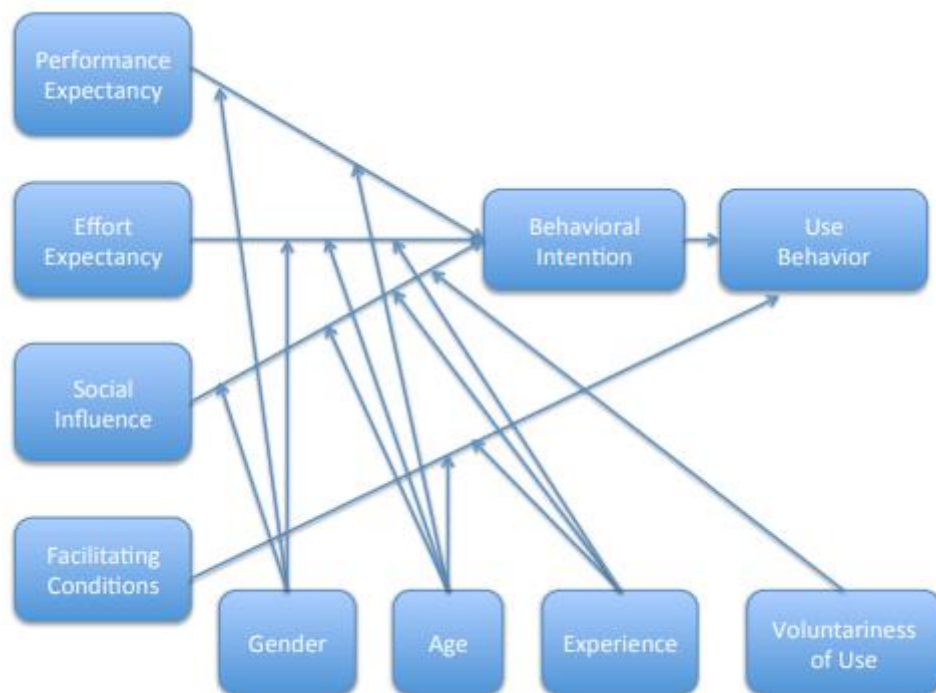 Performance
Expectancy
Effort
Expectancy
Behavioral
Intention
Use
Behavior
Social
Influence
Facilitating
Conditions
Gender
Age
Experience
Voluntariness
of Use